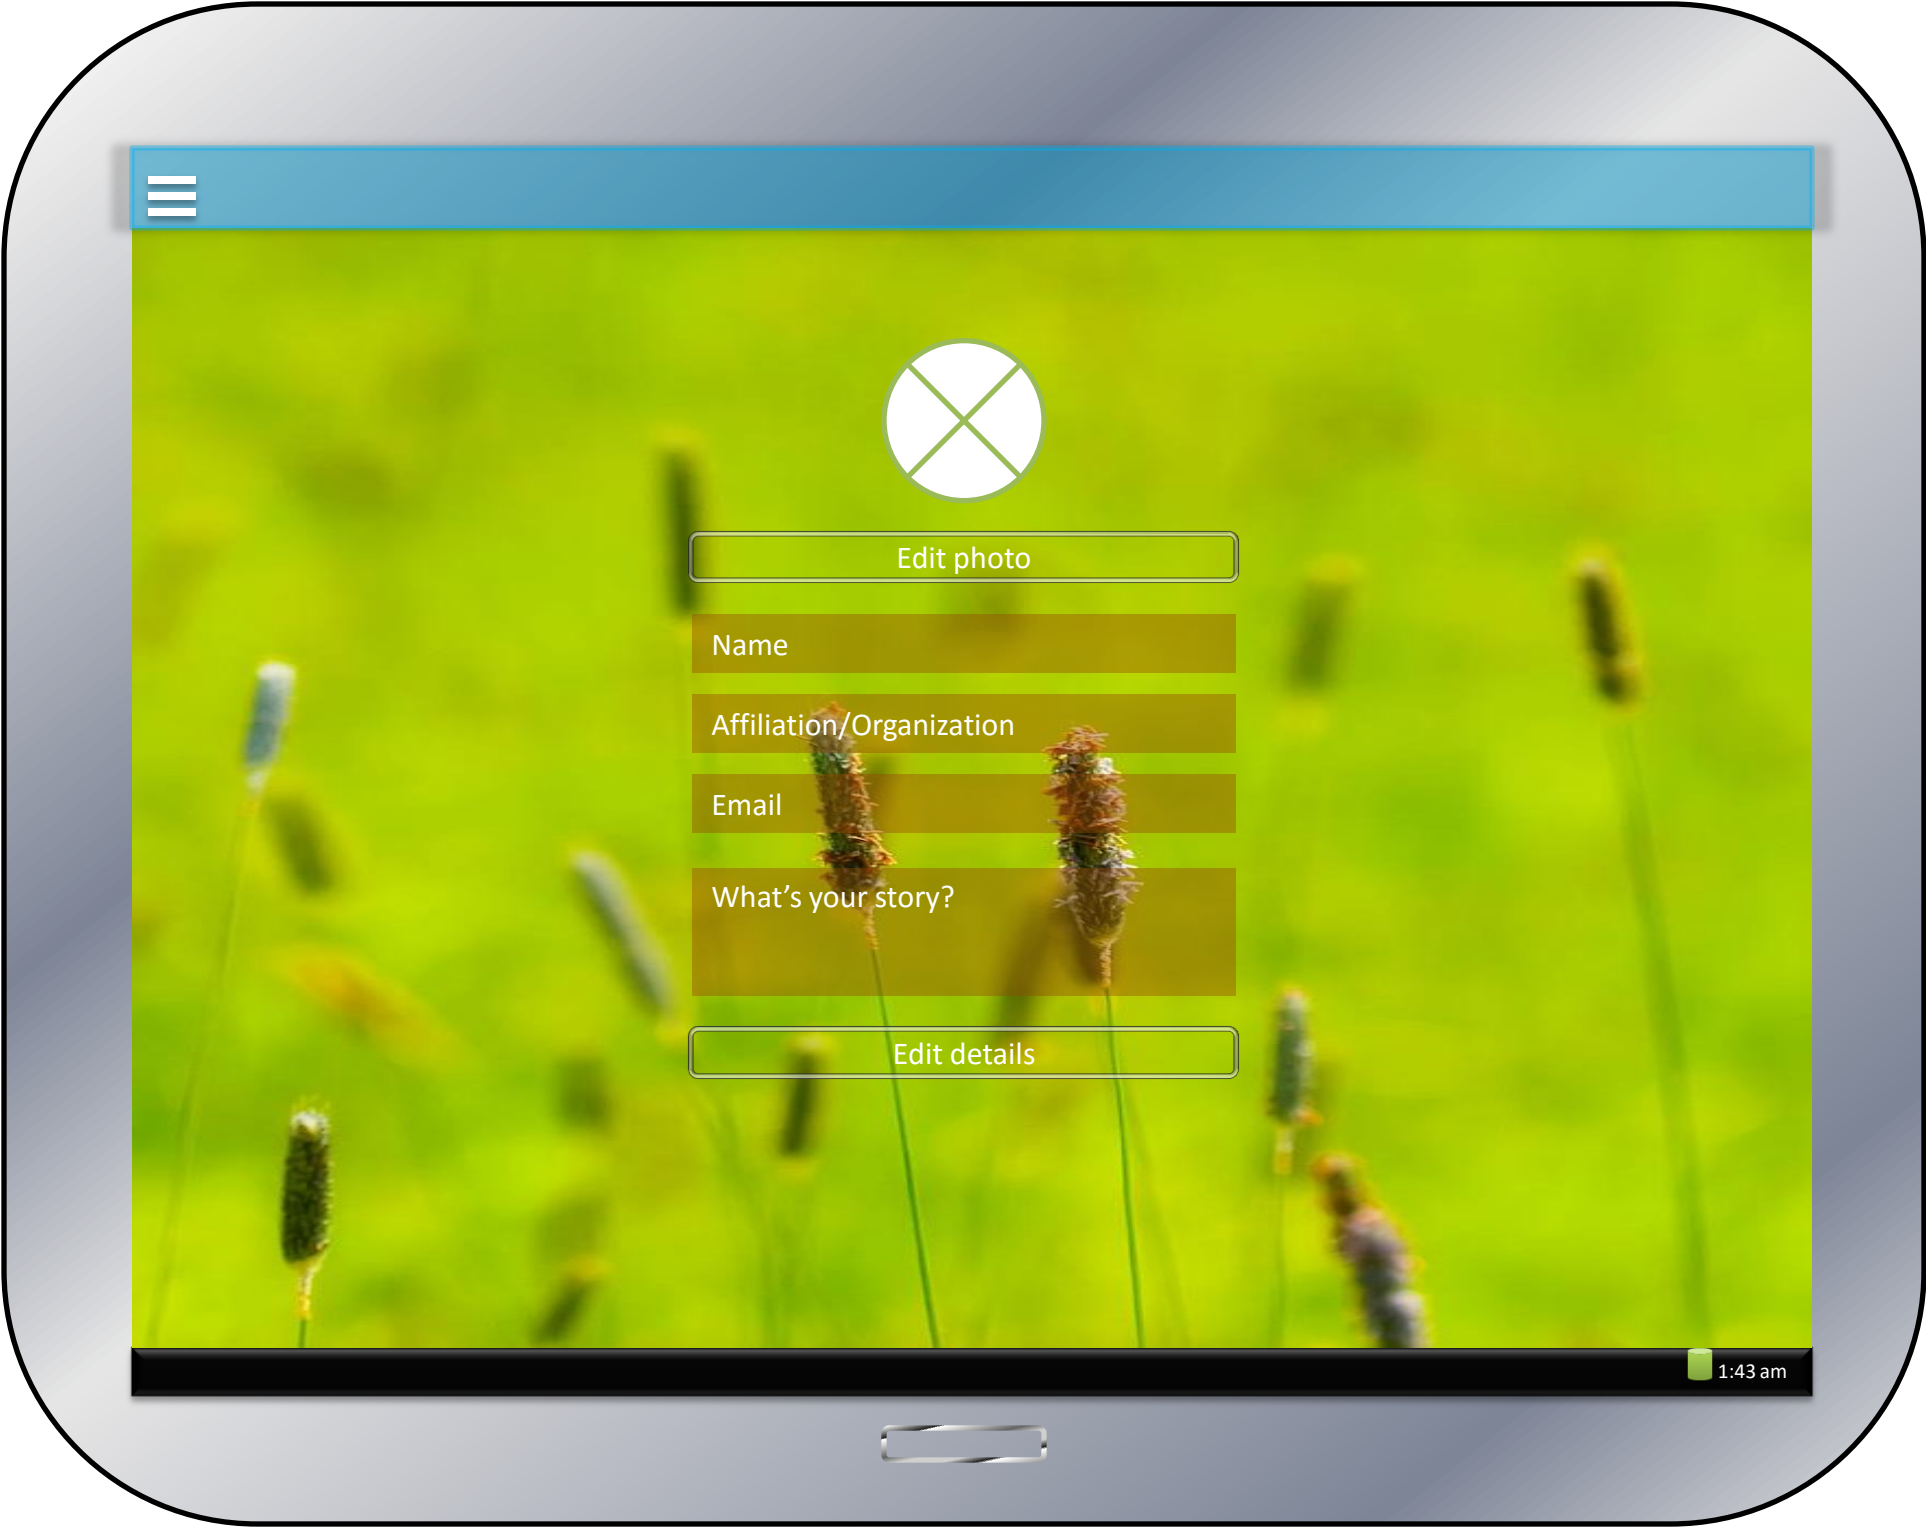 Edit photo
Name
Affiliation/Organization
Email
What’s your story?
Edit details
1:43 am